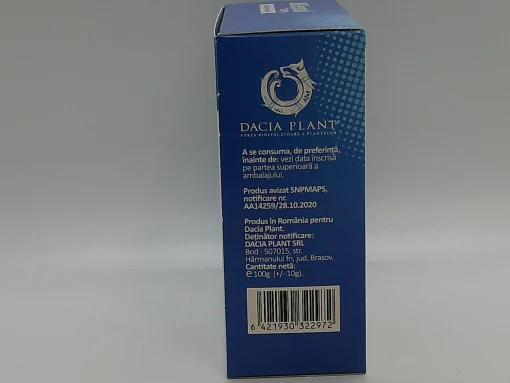 DACIA PLANT®
FORȚA BINEFĂCĂTOARE A PLANTELOR
A se consuma, de preferință,
înainte de: vezi data înscrisă
pe partea superioară a
ambalajului.
Produs avizat SNPMAPS,
notificare nr.
AA14259/28.10.2020
Produs în România pentru
Dacia Plant.
Deținător notificare:
DACIA PLANT SRL
Bod - 507015, str.
Hărmanului fn, jud. Brașov.
Cantitate netă:
℮ 100g (+/- 10g).
6 421930 322972